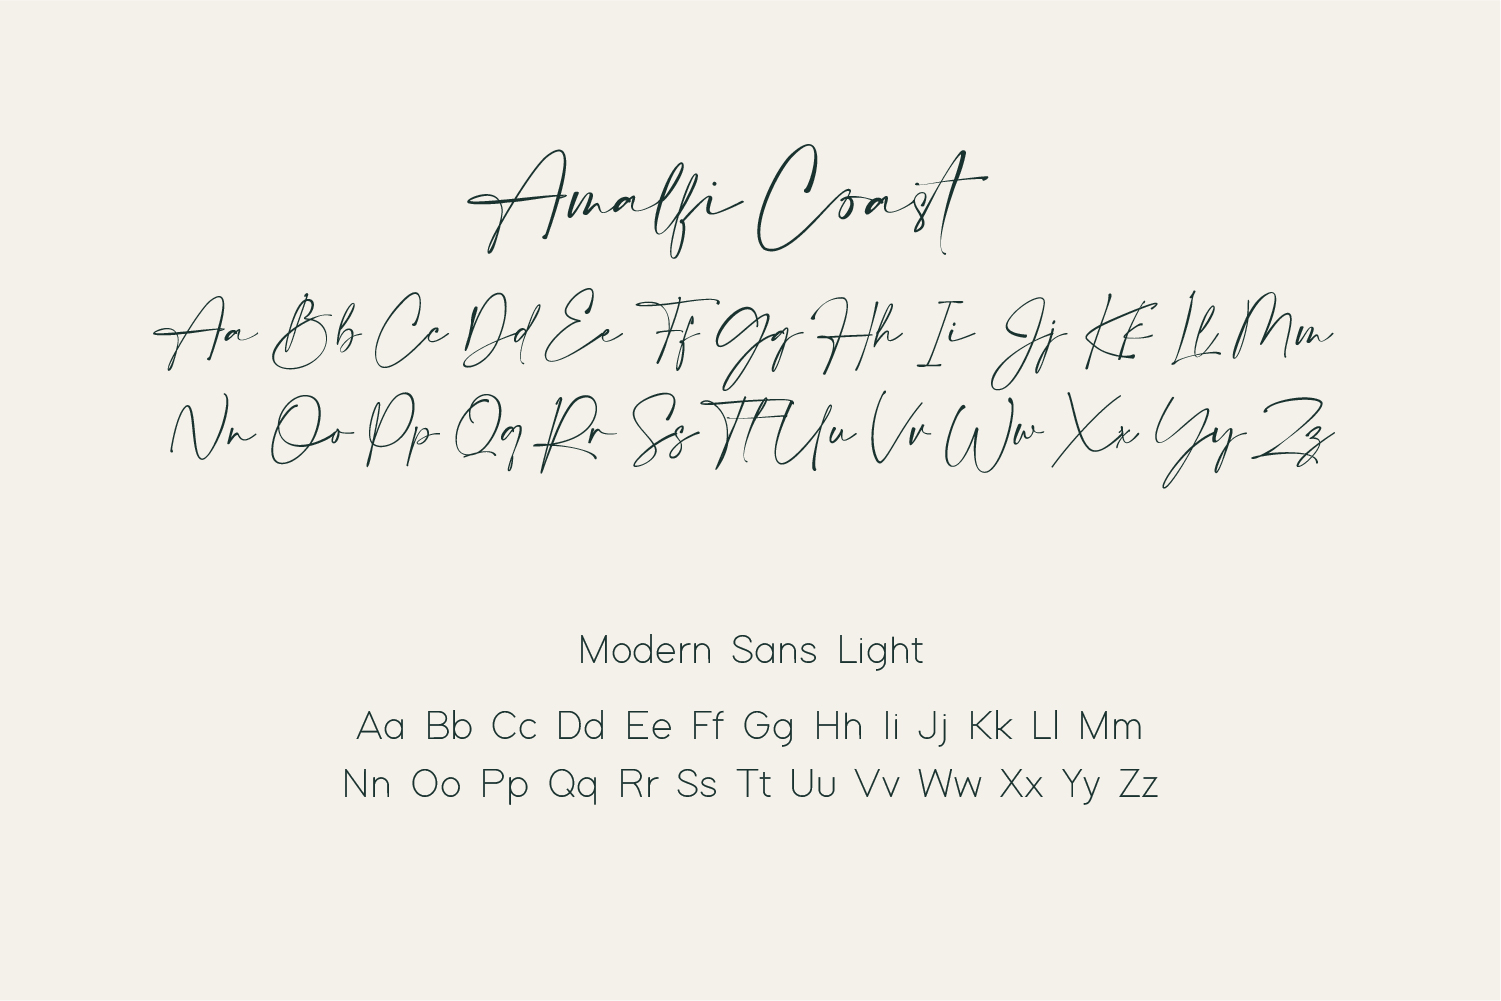 Amalfi Coast
Aa Bb Cc Dd Ee Ff Gg Hh Ii Jj Kk Ll Mm
Nn Oo Pp Qq Rr Ss Tt Uu Vv Ww Xx Yy Zz
Modern Sans Light
Aa Bb Cc Dd Ee Ff Gg Hh Ii Jj Kk Ll Mm
Nn Oo Pp Qq Rr Ss Tt Uu Vv Ww Xx Yy Zz